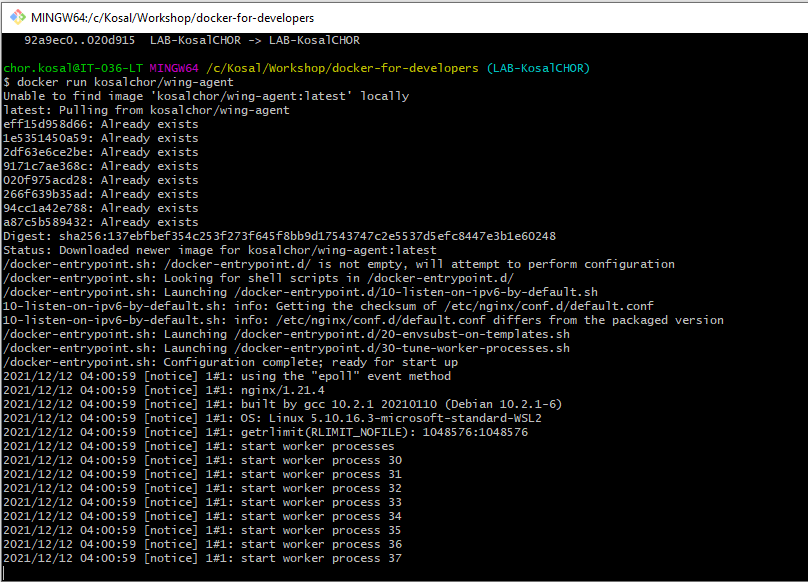 MINGW64:/c/Kosal/Workshop/docker-for-developers
92a9ec0..020d915  LAB-KosalCHOR -> LAB-KosalCHOR
chor.kosal@IT-036-LT MINGW64 /c/Kosal/Workshop/docker-for-developers (LAB-KosalCHOR)
$ docker run kosalchor/wing-agent
Unable to find image 'kosalchor/wing-agent:latest' locally
latest: Pulling from kosalchor/wing-agent
eff15d958d66: Already exists
1e5351450a59: Already exists
2df63e6ce2be: Already exists
9171c7ae368c: Already exists
020f975acd28: Already exists
266f639b35ad: Already exists
94cc1a42e788: Already exists
a87c5b589432: Already exists
Digest: sha256:137ebfbef354c253f273f645f8bb9d17543747c2e5537d5efc8447e3b1e60248
Status: Downloaded newer image for kosalchor/wing-agent:latest
/docker-entrypoint.sh: /docker-entrypoint.d/ is not empty, will attempt to perform configuration
/docker-entrypoint.sh: Looking for shell scripts in /docker-entrypoint.d/
/docker-entrypoint.sh: Launching /docker-entrypoint.d/10-listen-on-ipv6-by-default.sh
10-listen-on-ipv6-by-default.sh: info: Getting the checksum of /etc/nginx/conf.d/default.conf
10-listen-on-ipv6-by-default.sh: info: /etc/nginx/conf.d/default.conf differs from the packaged version
/docker-entrypoint.sh: Launching /docker-entrypoint.d/20-envsubst-on-templates.sh
/docker-entrypoint.sh: Launching /docker-entrypoint.d/30-tune-worker-processes.sh
/docker-entrypoint.sh: Configuration complete; ready for start up
2021/12/12 04:00:59 [notice] 1#1: using the "epoll" event method
2021/12/12 04:00:59 [notice] 1#1: nginx/1.21.4
2021/12/12 04:00:59 [notice] 1#1: built by gcc 10.2.1 20210110 (Debian 10.2.1-6)
2021/12/12 04:00:59 [notice] 1#1: OS: Linux 5.10.16.3-microsoft-standard-WSL2
2021/12/12 04:00:59 [notice] 1#1: getrlimit(RLIMIT_NOFILE): 1048576:1048576
2021/12/12 04:00:59 [notice] 1#1: start worker processes
2021/12/12 04:00:59 [notice] 1#1: start worker process 30
2021/12/12 04:00:59 [notice] 1#1: start worker process 31
2021/12/12 04:00:59 [notice] 1#1: start worker process 32
2021/12/12 04:00:59 [notice] 1#1: start worker process 33
2021/12/12 04:00:59 [notice] 1#1: start worker process 34
2021/12/12 04:00:59 [notice] 1#1: start worker process 35
2021/12/12 04:00:59 [notice] 1#1: start worker process 36
2021/12/12 04:00:59 [notice] 1#1: start worker process 37